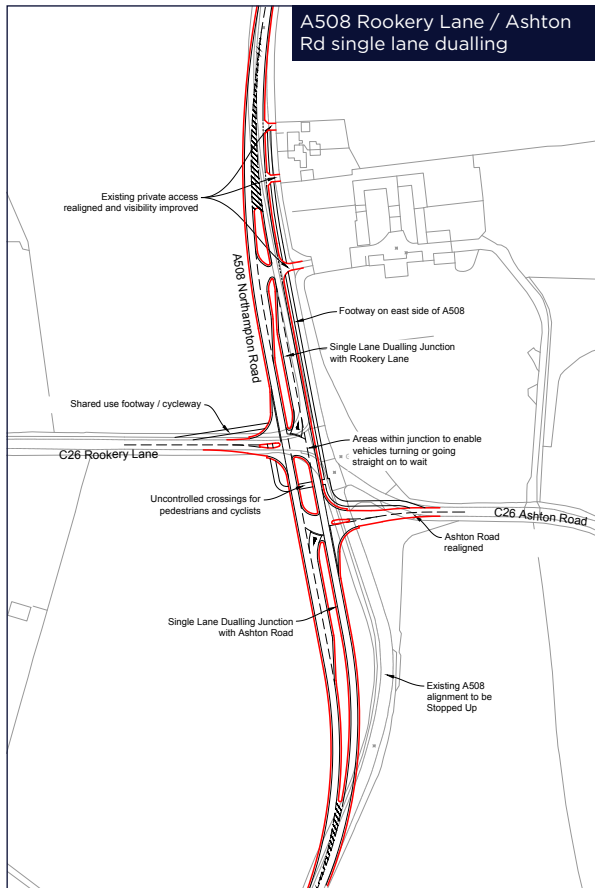 A508 Rookery Lane / Ashton
Rd single lane dualling
Existing private access
realigned and visibility improved
A508 Northampton Road
Footway on east side of A508
Single Lane Dualling Junction
with Rookery Lane
Shared use footway / cycleway
C26 Rookery Lane
Areas within junction to enable
vehicles turning or going
straight on to wait
Uncontrolled crossings for
pedestrians and cyclists
C26 Ashton Road
Ashton Road
realigned
Single Lane Dualling Junction
with Ashton Road
Existing A508
alignment to be
Stopped Up